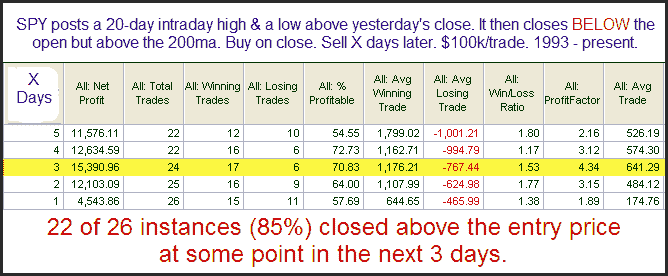 SPY posts a 20-day intraday high & a low above yesterday's close. It then closes BELOW the
open but above the 200ma. Buy on close. Sell X days later. $100k/trade. 1993 - present.
X Days All: Net Profit All: Total Trades All: Winning Trades All: Losing Trades All: % Profitable All: Avg Winning Trade All: Avg Losing Trade All: Win/Loss Ratio All: ProfitFactor All: Avg Trade
5 11,576.11 22 12 10 54.55 1,799.02 -1,001.21 1.80 2.16 526.19
4 12,634.59 22 16 6 72.73 1,162.71 -994.79 1.17 3.12 574.30
3 15,390.96 24 17 6 70.83 1,176.21 -767.44 1.53 4.34 641.29
2 12,103.09 25 16 9 64.00 1,107.99 -624.98 1.77 3.15 484.12
1 4,543.86 26 15 11 57.69 644.65 -465.99 1.38 1.89 174.76
22 of 26 instances (85%) closed above the entry price
at some point in the next 3 days.